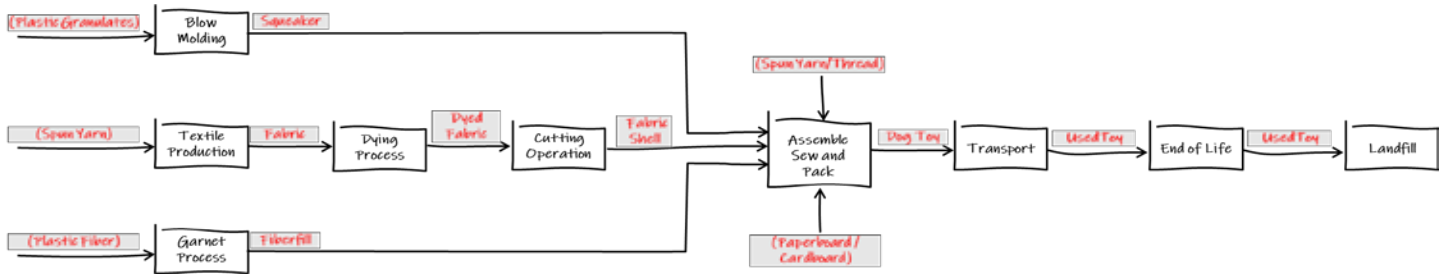 (Plastic Granulates)
Blow
Molding
Squeaker
(Spun Yarn/Thread)
(Spun Yarn)
Textile
Production
Fabric
Dying
Process
Dyed
Fabric
Cutting
Operation
Fabric
Shell
Assemble
Sew and
Pack
Dog Toy
Transport
Used Toy
End of Life
Used Toy
Landfill
(Plastic Fiber)
Garnet
Process
Fiberfill
(Paperboard /
Cardboard)